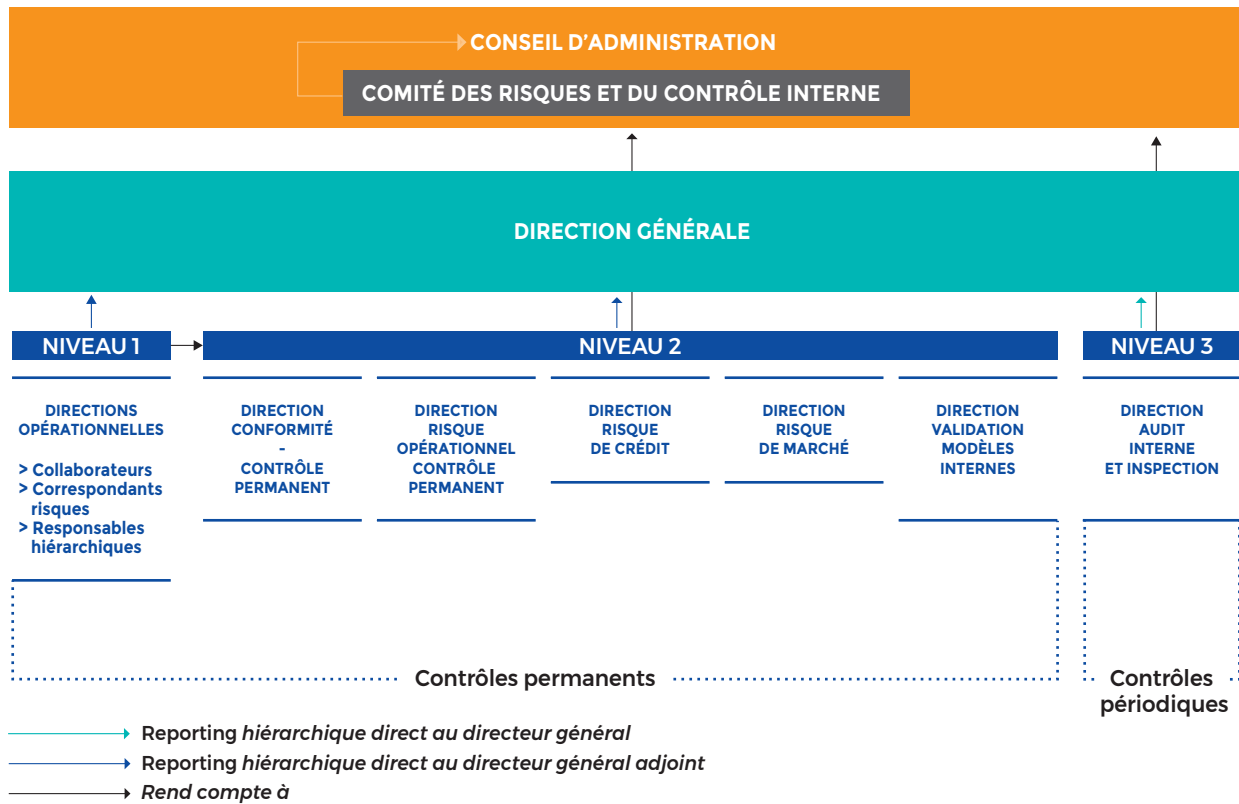 CONSEIL D'ADMINISTRATION
COMITÉ DES RISQUES ET DU CONTRÔLE INTERNE
DIRECTION GÉNÉRALE
NIVEAU 1
NIVEAU 2
NIVEAU 3
DIRECTIONS
OPÉRATIONNELLES
> Collaborateurs
> Correspondants
risques
> Responsables
hiérarchiques
DIRECTION
CONFORMITÉ
-
CONTRÔLE
PERMANENT
DIRECTION
RISQUE
OPÉRATIONNEL
CONTRÔLE
PERMANENT
DIRECTION
RISQUE
DE CRÉDIT
DIRECTION
RISQUE
DE MARCHÉ
DIRECTION
VALIDATION
MODÈLES
INTERNES
DIRECTION
AUDIT
INTERNE
ET INSPECTION
Contrôles permanents
Contrôles
périodiques
Reporting hiérarchique direct au directeur général
Reporting hiérarchique direct au directeur général adjoint
Rend compte à